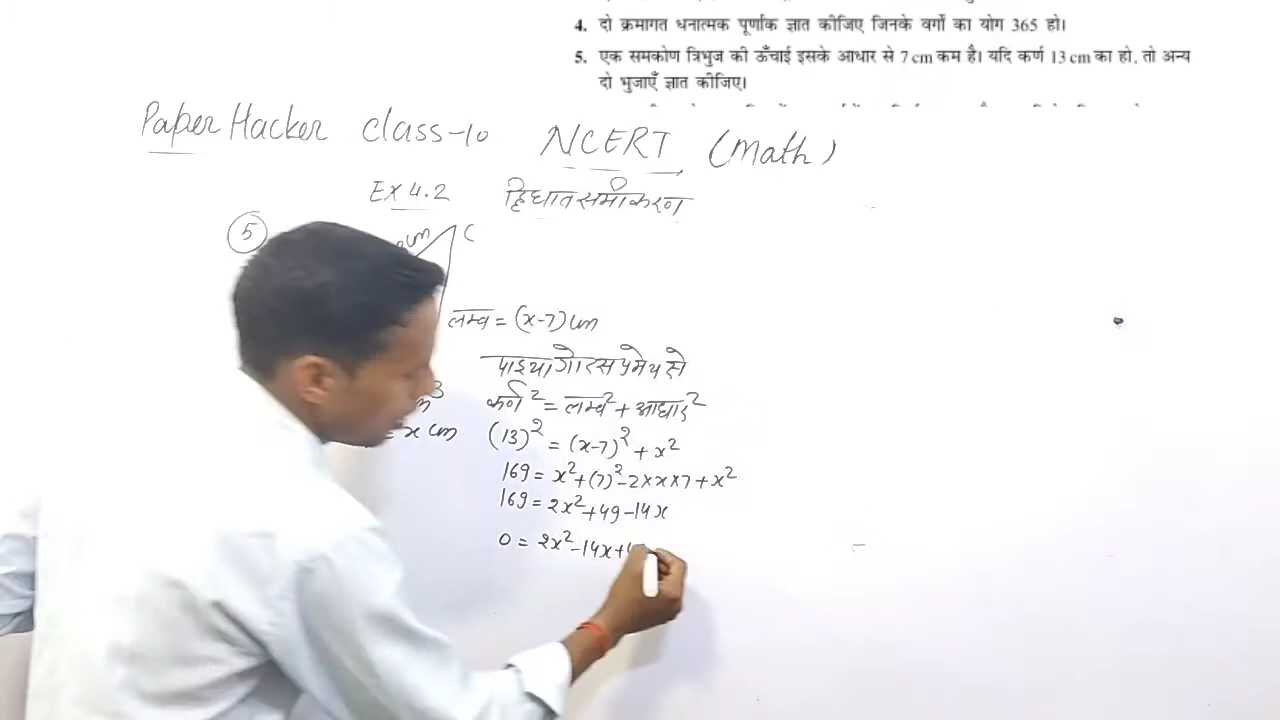 4. दो क्रमागत धनात्मक पूर्णांक ज्ञात कीजिए जिनके वर्गों का योग 365 हो।
5. एक समकोण त्रिभुज की ऊँचाई इसके आधार से 7 cm कम है। यदि कर्ण 13 cm का हो, तो अन्य
दो भुजाएँ ज्ञात कीजिए।
Paper Hacker class-10 NCERT (Math)
Ex 4.2 द्विघात समीकरण
5
cm C
लम्ब = (x-7) cm
पाइथागोरस प्रमेय से
कर्ण² = लम्ब² + आधार²
= x cm (13)² = (x-7)² + x²
169 = x²+(7)²-2×x×7+x²
169 = 2x²+49-14x
0 = 2x²-14x+